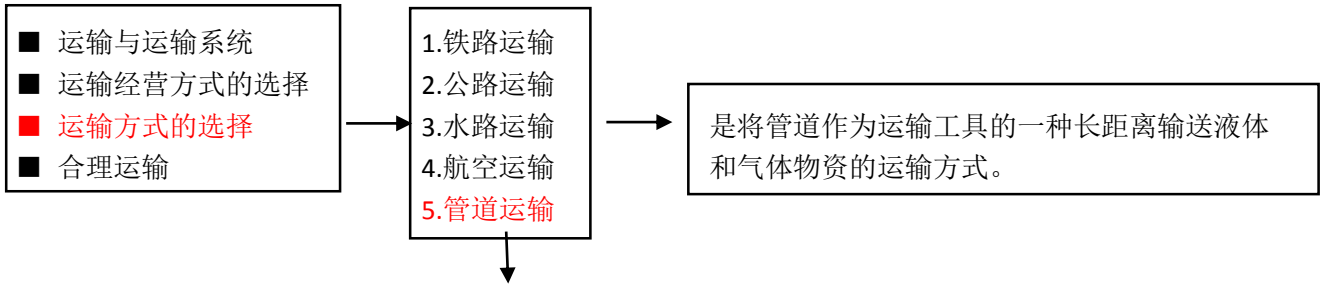 ■ 运输与运输系统
■ 运输经营方式的选择
■ 运输方式的选择
■ 合理运输
1.铁路运输
2.公路运输
3.水路运输
4.航空运输
5.管道运输
是将管道作为运输工具的一种长距离输送液体
和气体物资的运输方式。